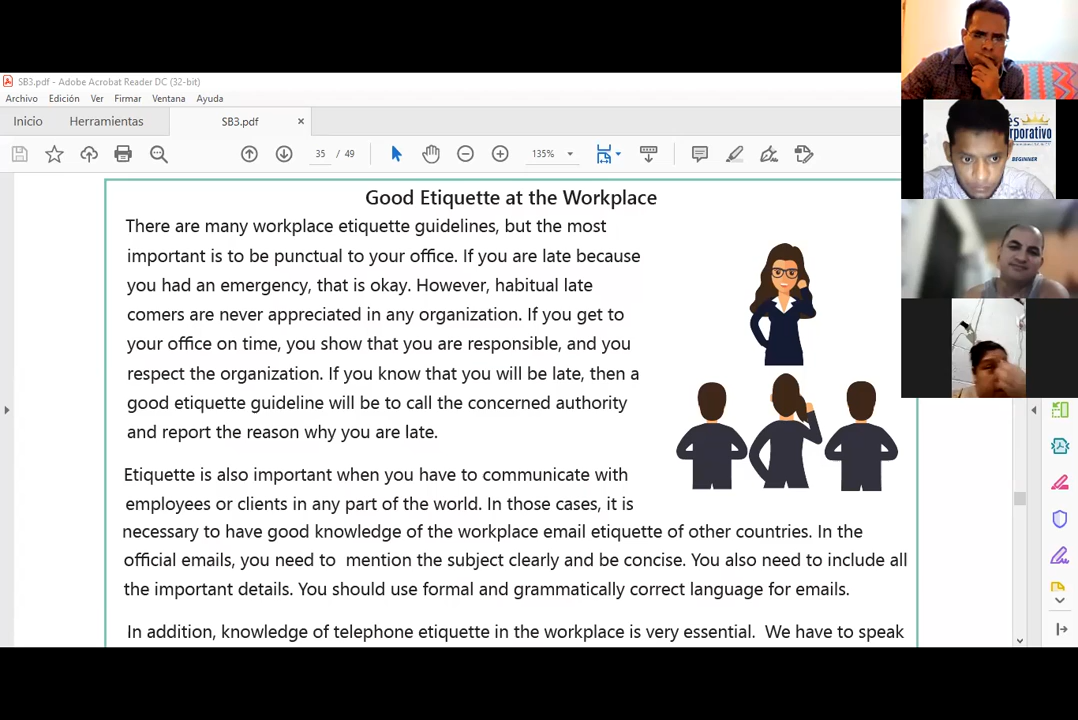 SB3.pdf - Adobe Acrobat Reader DC (32-bit)
Archivo Edición Ver Firmar Ventana Ayuda
Inicio Herramientas SB3.pdf ×
35 / 49 135%
Good Etiquette at the Workplace
There are many workplace etiquette guidelines, but the most
important is to be punctual to your office. If you are late because
you had an emergency, that is okay. However, habitual late
comers are never appreciated in any organization. If you get to
your office on time, you show that you are responsible, and you
respect the organization. If you know that you will be late, then a
good etiquette guideline will be to call the concerned authority
and report the reason why you are late.
Etiquette is also important when you have to communicate with
employees or clients in any part of the world. In those cases, it is
necessary to have good knowledge of the workplace email etiquette of other countries. In the
official emails, you need to mention the subject clearly and be concise. You also need to include all
the important details. You should use formal and grammatically correct language for emails.
In addition, knowledge of telephone etiquette in the workplace is very essential. We have to speak
BEGINNER